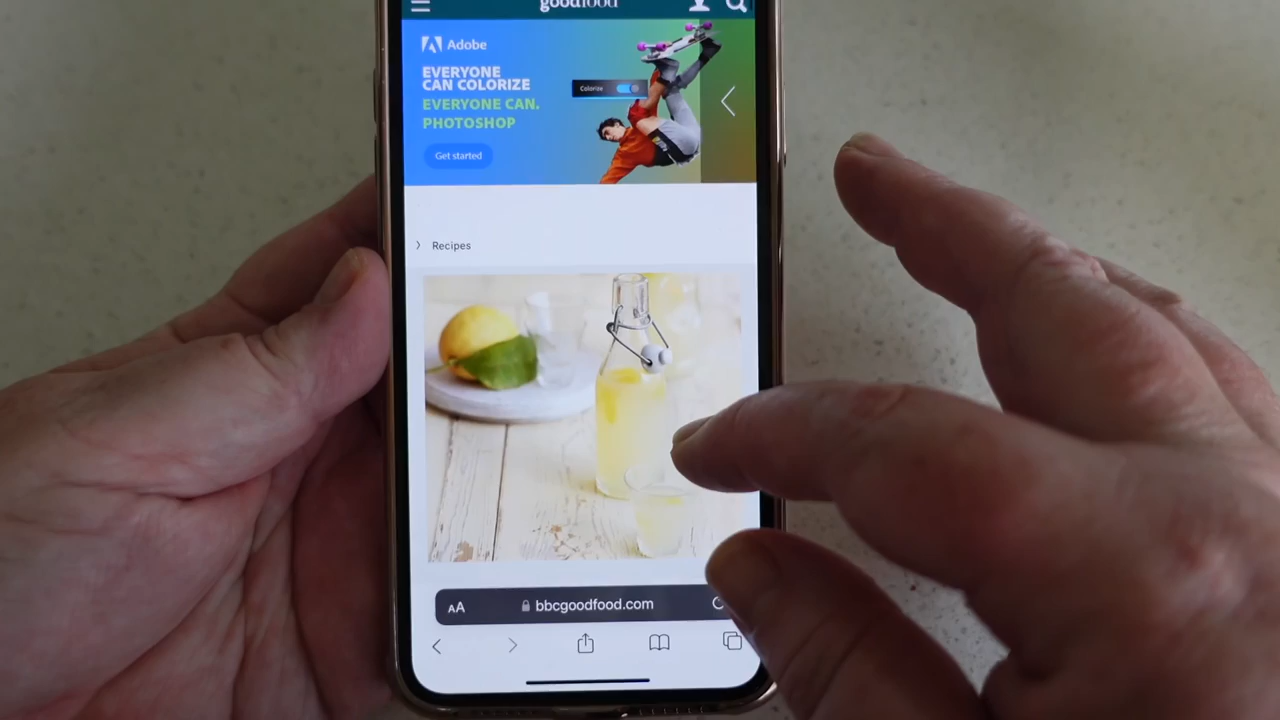 goodfood
Adobe
EVERYONE
CAN COLORIZE
EVERYONE CAN.
PHOTOSHOP
Colorize
Get started
Recipes
AA
bbcgoodfood.com